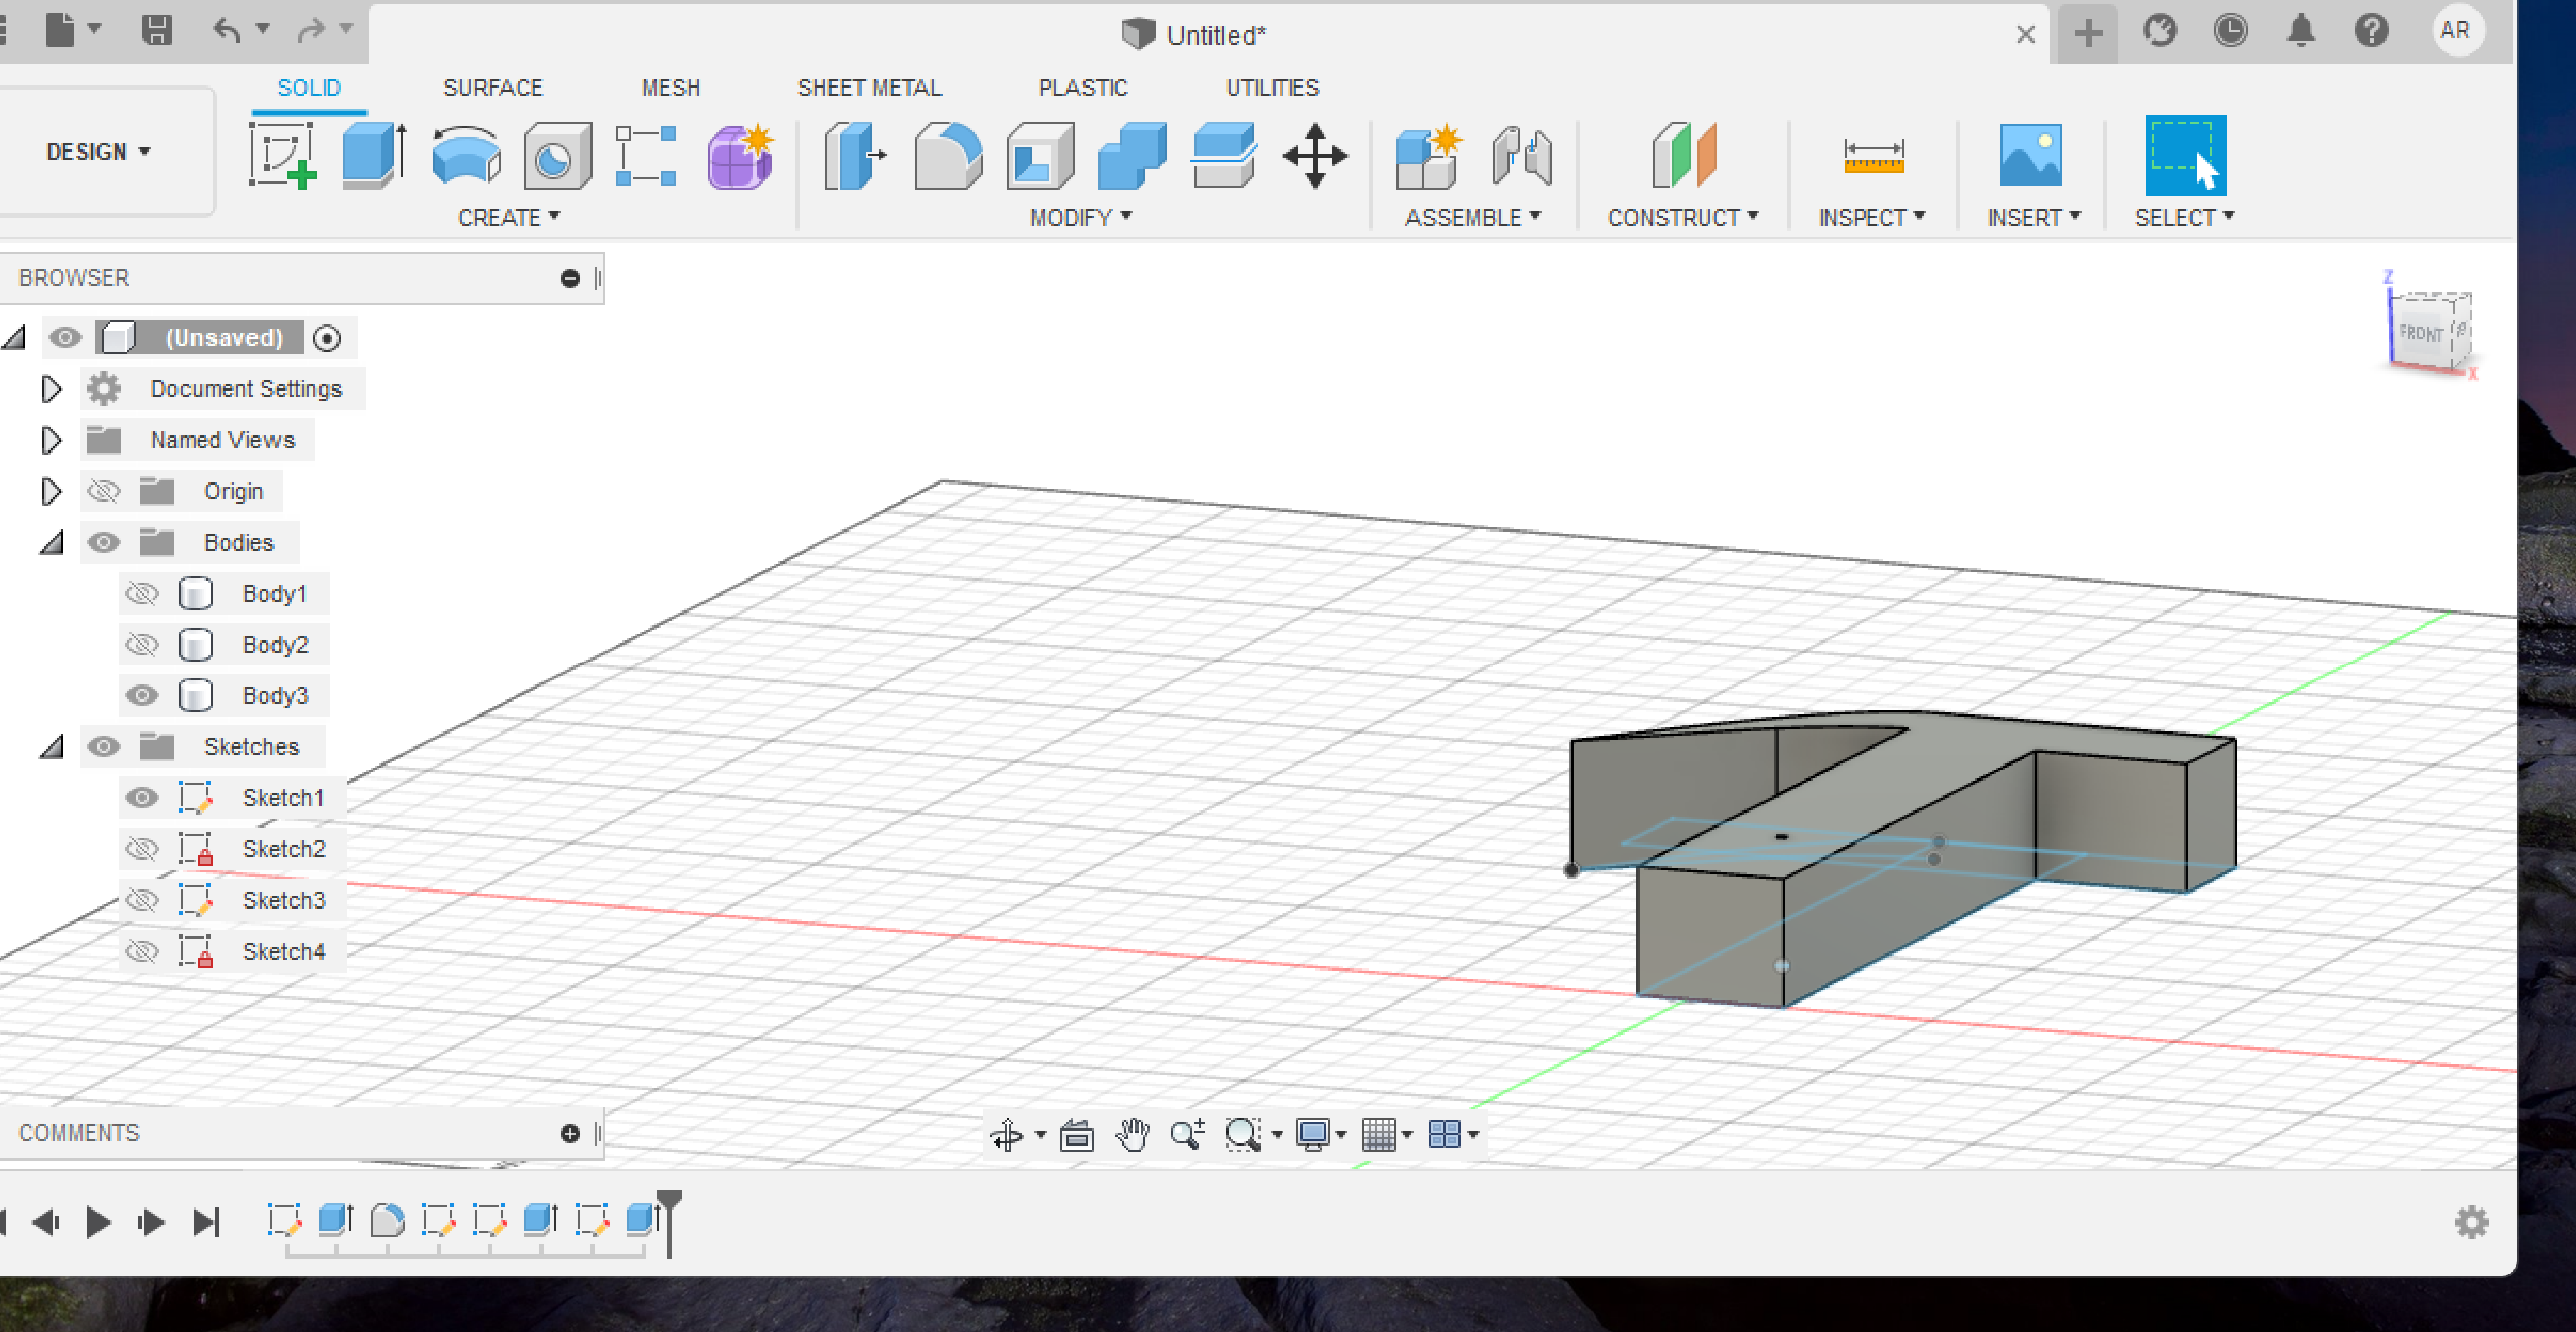 Untitled*
AR
SOLID SURFACE MESH SHEET METAL PLASTIC UTILITIES
DESIGN
CREATE MODIFY ASSEMBLE CONSTRUCT INSPECT INSERT SELECT
BROWSER
(Unsaved)
Document Settings
Named Views
Origin
Bodies
Body1
Body2
Body3
Sketches
Sketch1
Sketch2
Sketch3
Sketch4
Z
FRONT
X
COMMENTS